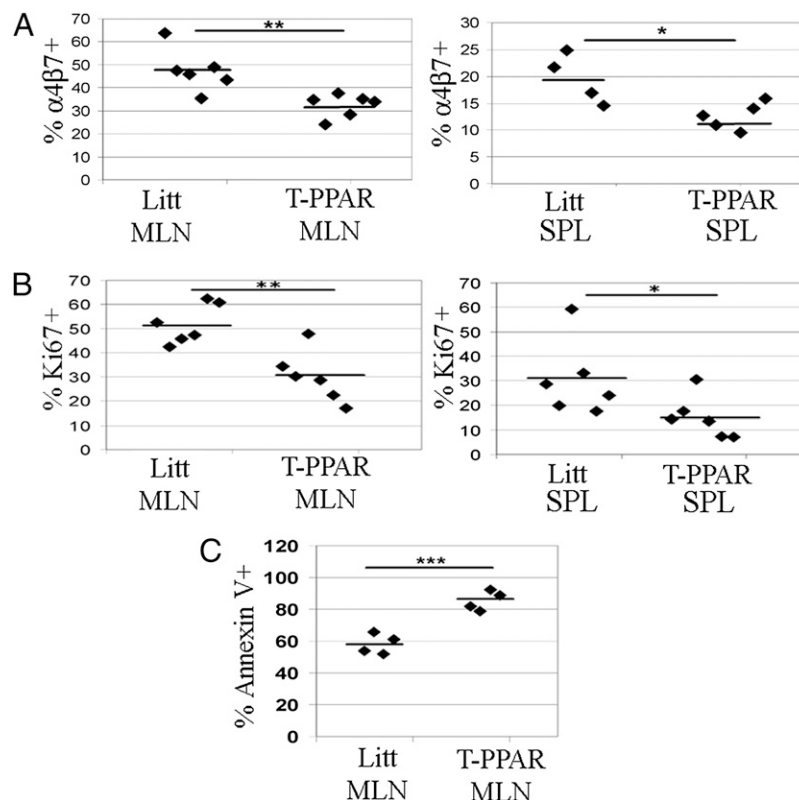 A
% α4β7+
70
60
50
40
30
20
10
0
**
Litt
MLN
T-PPAR
MLN
% α4β7+
30
25
20
15
10
5
0
*
Litt
SPL
T-PPAR
SPL
B
% Ki67+
70
60
50
40
30
20
10
0
**
Litt
MLN
T-PPAR
MLN
% Ki67+
70
60
50
40
30
20
10
0
*
Litt
SPL
T-PPAR
SPL
C
% Annexin V+
120
100
80
60
40
20
0
***
Litt
MLN
T-PPAR
MLN